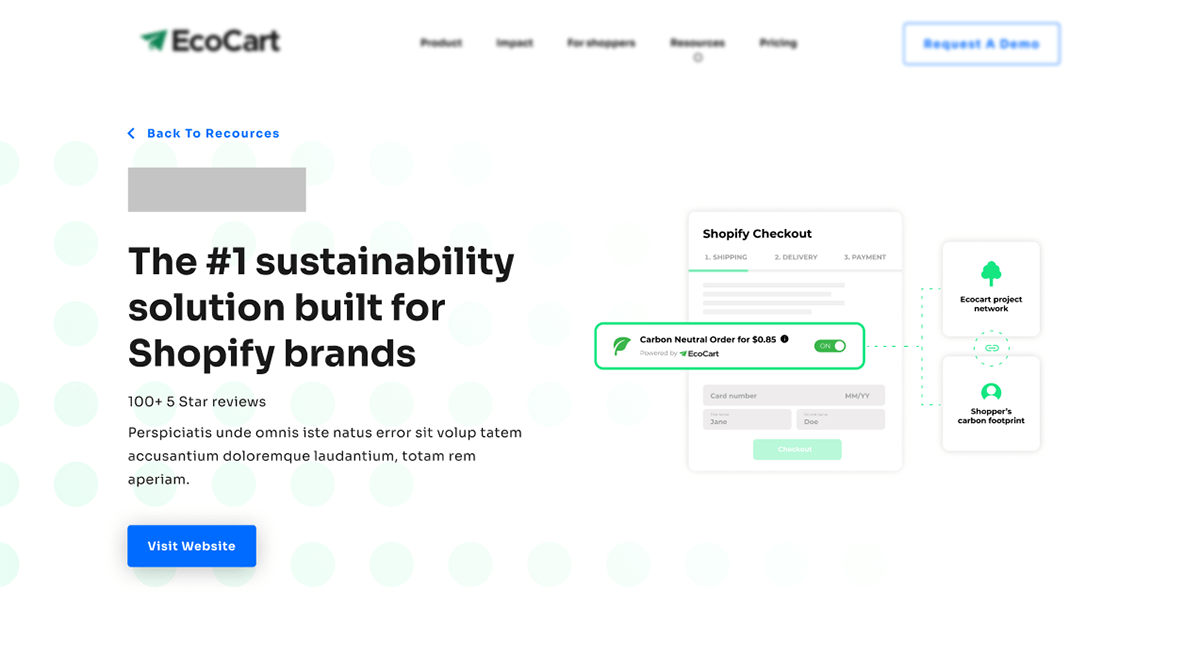 EcoCart
Product Impact For shoppers Resources Pricing
Request A Demo
Back To Recources
The #1 sustainability
solution built for
Shopify brands
100+ 5 Star reviews
Perspiciatis unde omnis iste natus error sit volup tatem
accusantium doloremque laudantium, totam rem
aperiam.
Visit Website
Shopify Checkout
1. SHIPPING 2. DELIVERY 3. PAYMENT
Carbon Neutral Order for $0.85
Powered by EcoCart
ON
Card number MM/YY
Jane
Doe
Checkout
Ecocart project
network
Shopper's
carbon footprint